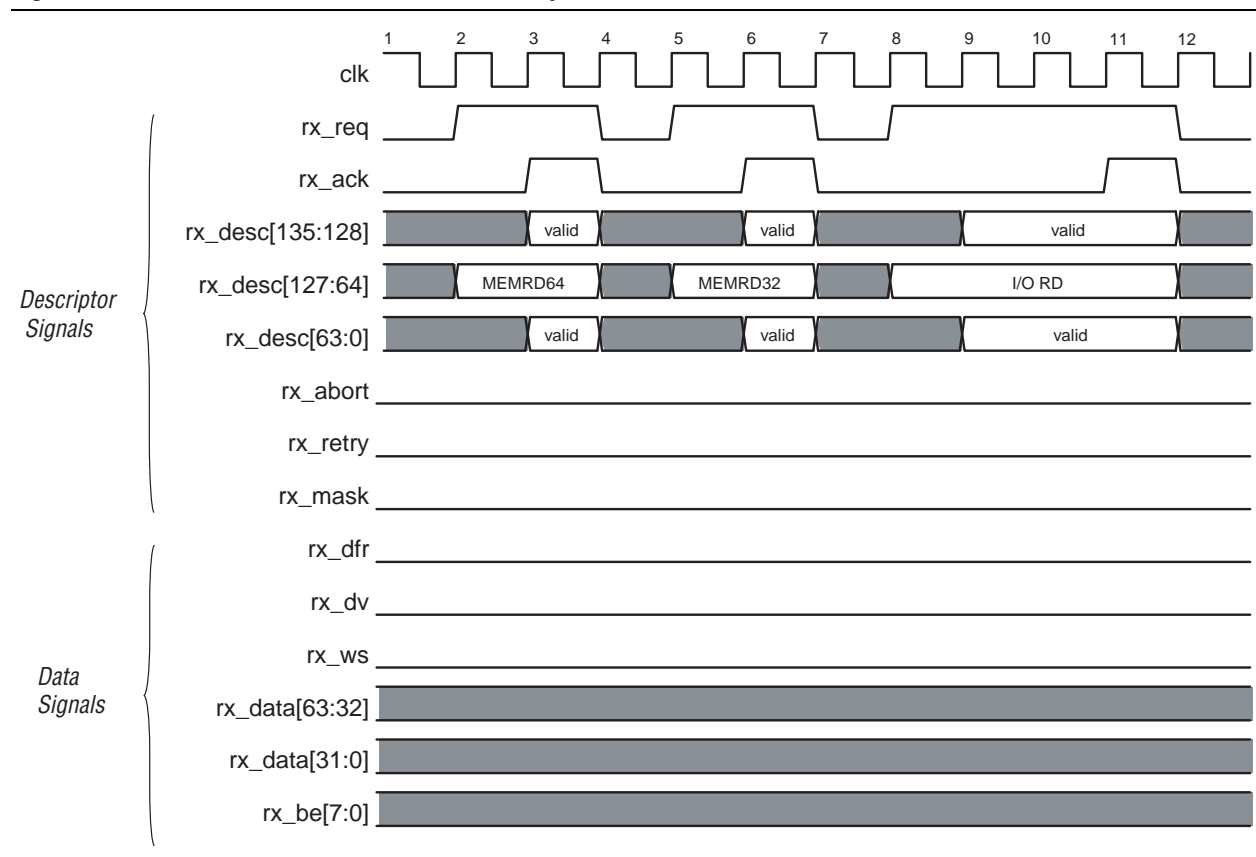 1 2 3 4 5 6 7 8 9 10 11 12
clk
rx_req
rx_ack
rx_desc[135:128] valid valid valid
rx_desc[127:64] MEMRD64 MEMRD32 I/O RD
Descriptor
Signals
rx_desc[63:0] valid valid valid
rx_abort
rx_retry
rx_mask
rx_dfr
rx_dv
rx_ws
Data
Signals
rx_data[63:32]
rx_data[31:0]
rx_be[7:0]